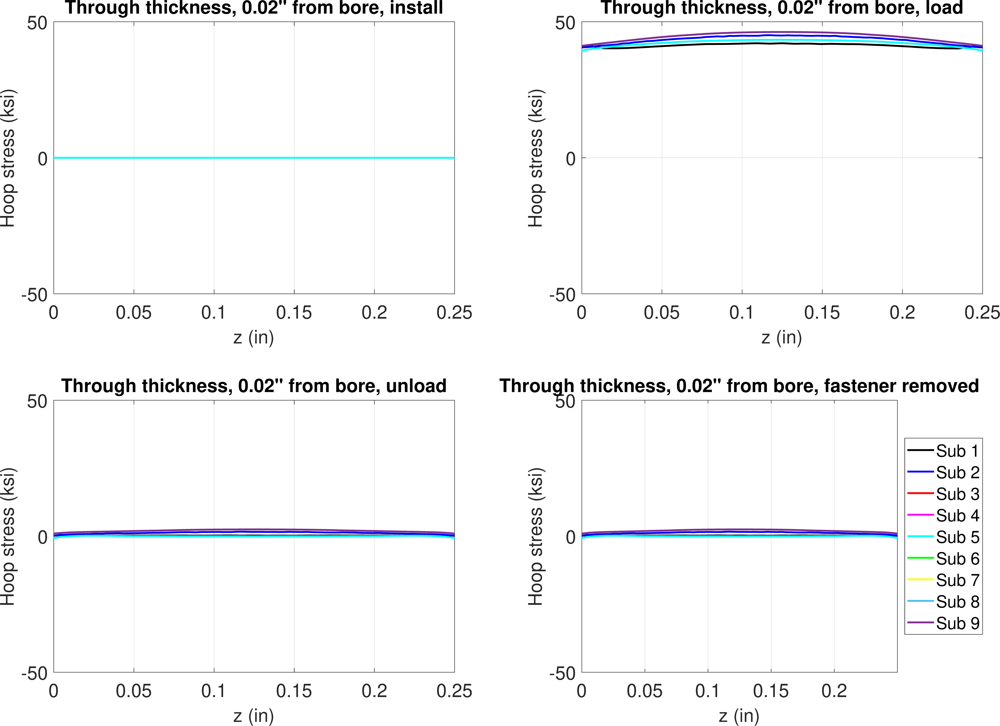 Through thickness, 0.02" from bore, install
50
0
-50
Hoop stress (ksi)
0 0.05 0.1 0.15 0.2 0.25
z (in)
Through thickness, 0.02" from bore, load
50
0
-50
Hoop stress (ksi)
0 0.05 0.1 0.15 0.2 0.25
z (in)
Through thickness, 0.02" from bore, unload
50
0
-50
Hoop stress (ksi)
0 0.05 0.1 0.15 0.2 0.25
z (in)
Through thickness, 0.02" from bore, fastener removed
50
0
-50
Hoop stress (ksi)
0 0.05 0.1 0.15 0.2
z (in)
Sub 1
Sub 2
Sub 3
Sub 4
Sub 5
Sub 6
Sub 7
Sub 8
Sub 9